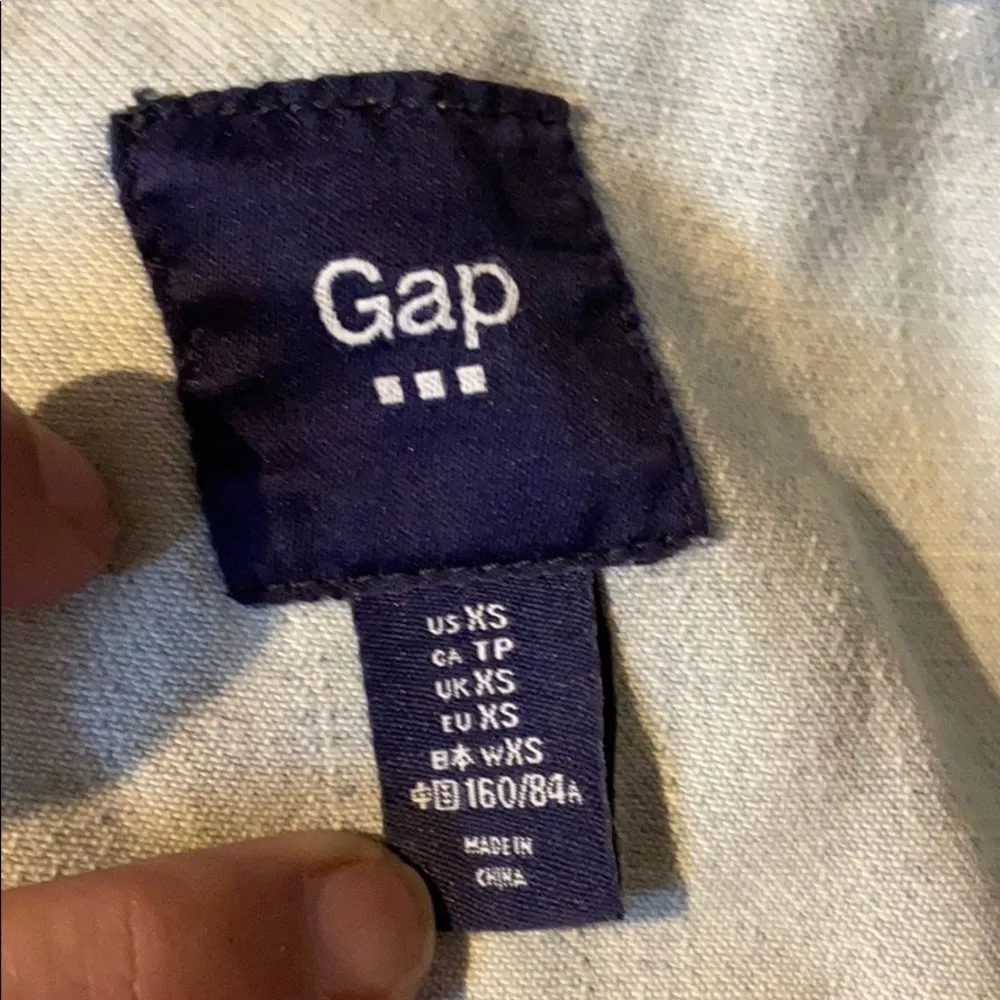 Gap
US XS
CA TP
UK XS
EU XS
日本 WXS
中国 160/84A
MADE IN
CHINA